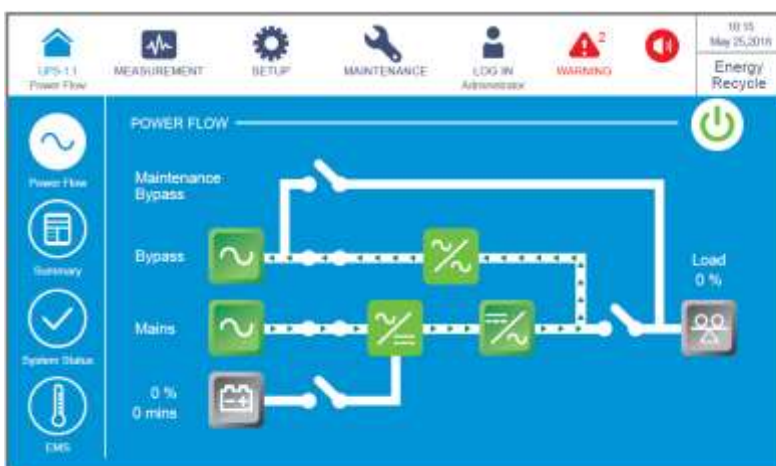 10:15
May 25,2018
UPS-1.1
Power Flow
MEASUREMENT
SETUP
MAINTENANCE
LOG IN
Administrator
2
WARNING
Energy
Recycle
POWER FLOW
Power Flow
Maintenance
Bypass
Summary
Bypass
Load
0 %
Mains
System Status
0 %
0 mins
EMS